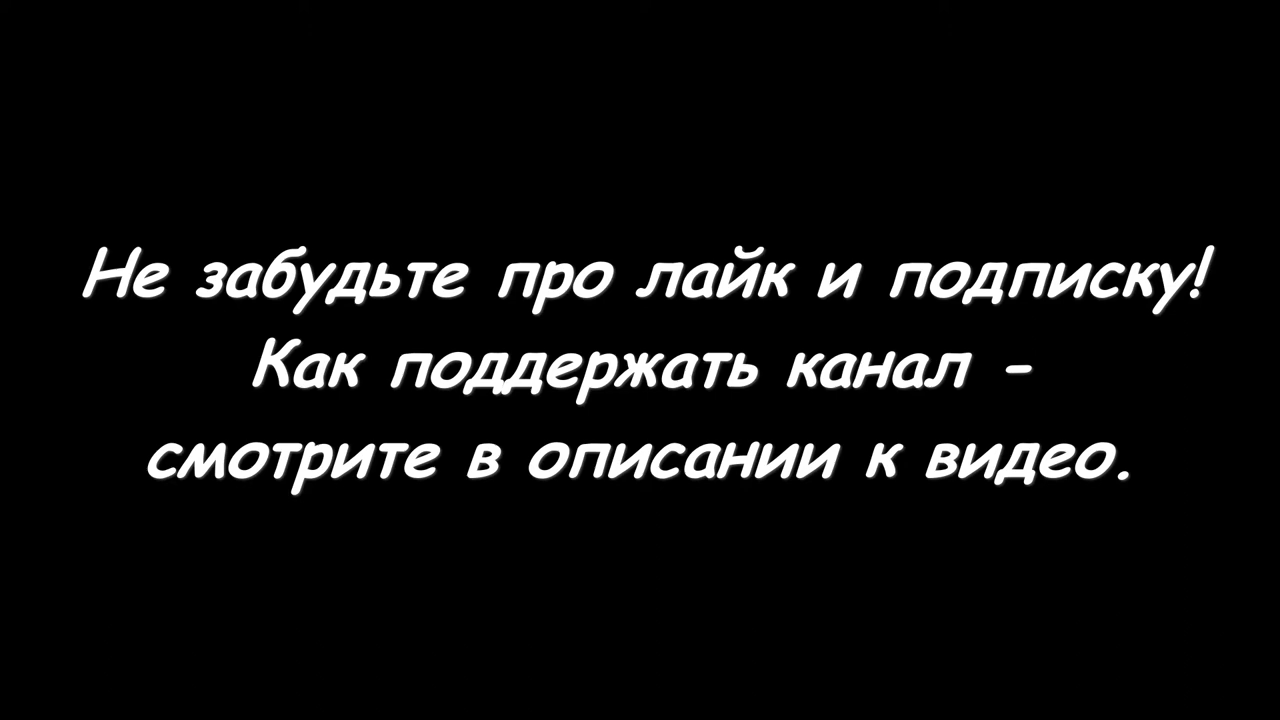 Не забудьте про лайк и подписку!
Как поддержать канал -
смотрите в описании к видео.